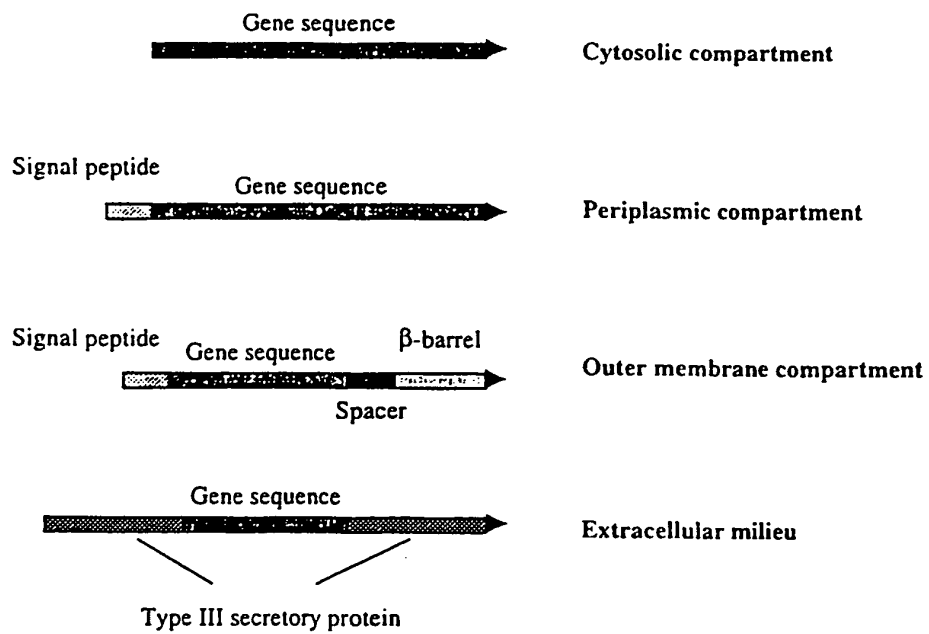 Gene sequence
Cytosolic compartment
Signal peptide
Gene sequence
Periplasmic compartment
Signal peptide
Gene sequence
β-barrel
Outer membrane compartment
Spacer
Gene sequence
Extracellular milieu
Type III secretory protein